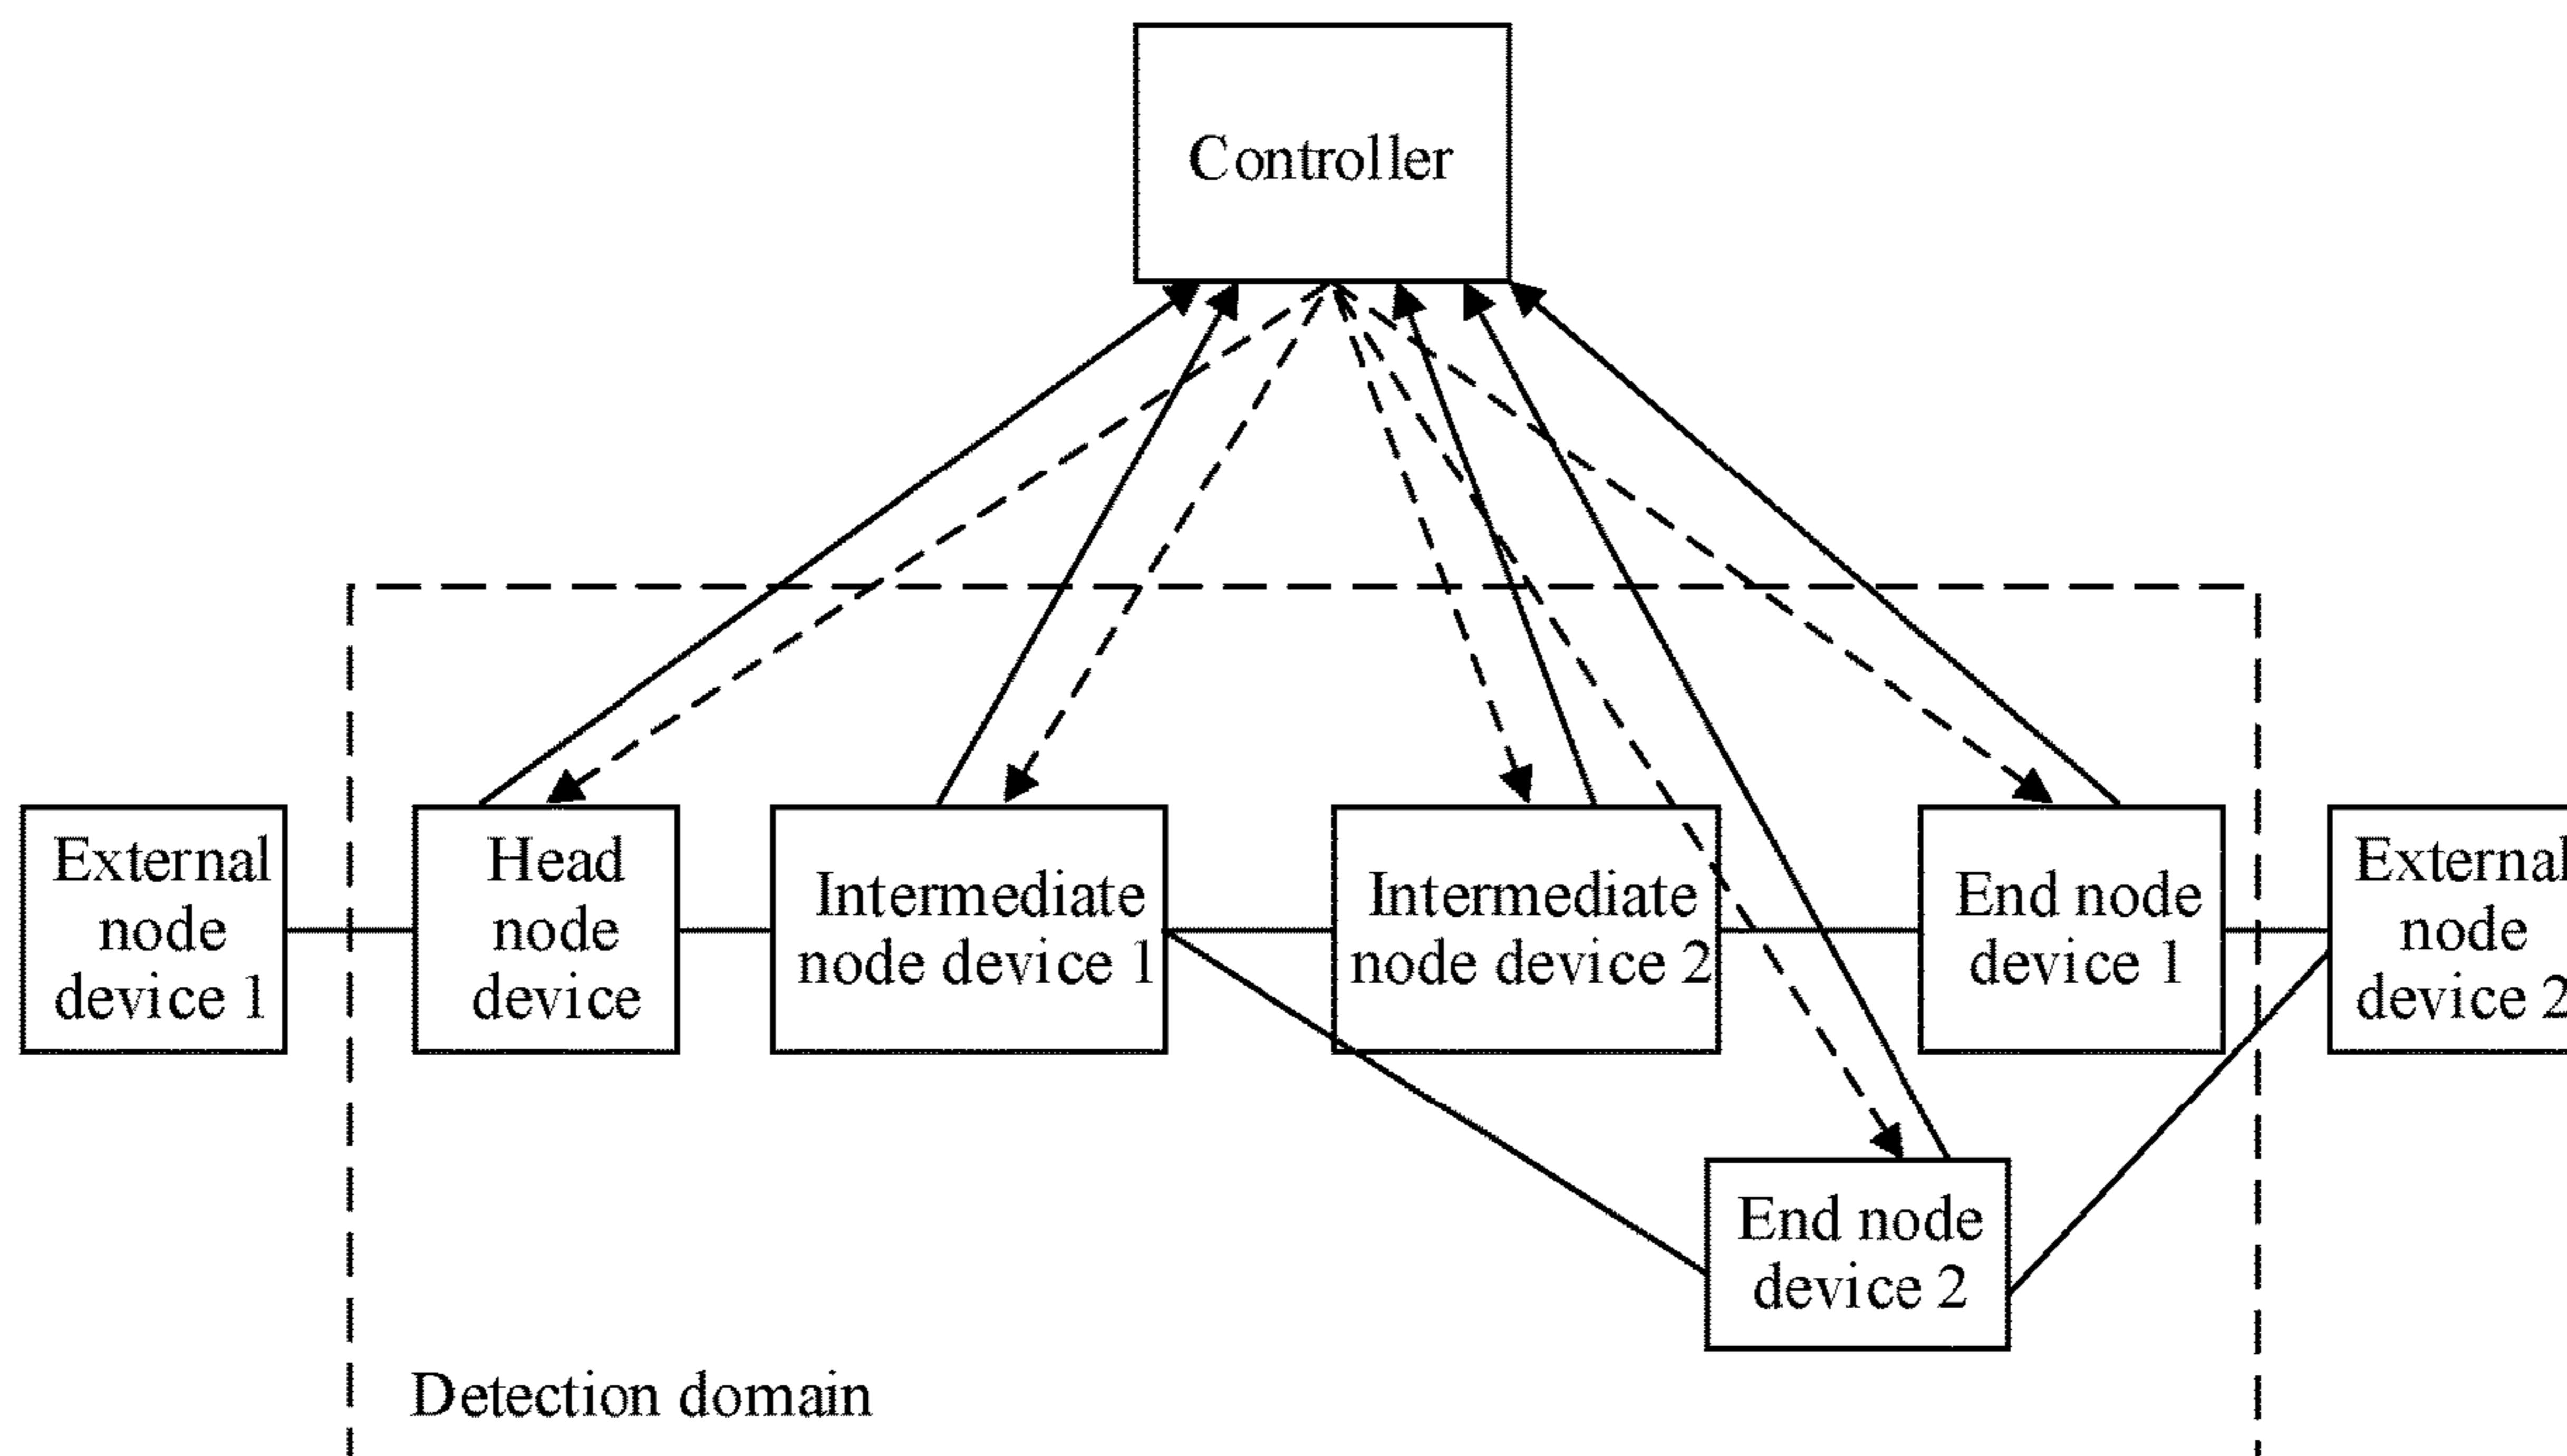 Controller
External
node
device 1
Head
node
device
Intermediate
node device 1
Intermediate
node device 2
End node
device 1
External
node
device 2
End node
device 2
Detection domain